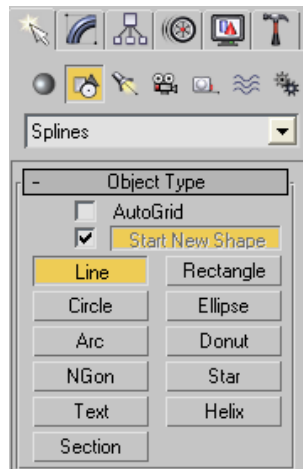 Splines
- Object Type
AutoGrid
Start New Shape
Line Rectangle
Circle Ellipse
Arc Donut
NGon Star
Text Helix
Section